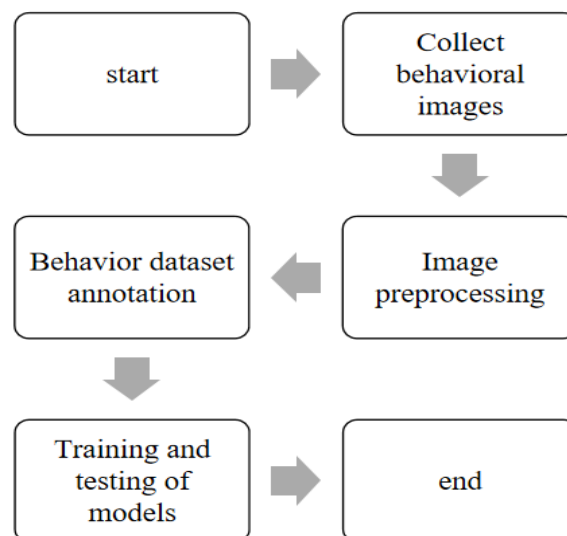 start
Collect
behavioral
images
Image
preprocessing
Behavior dataset
annotation
Training and
testing of
models
end